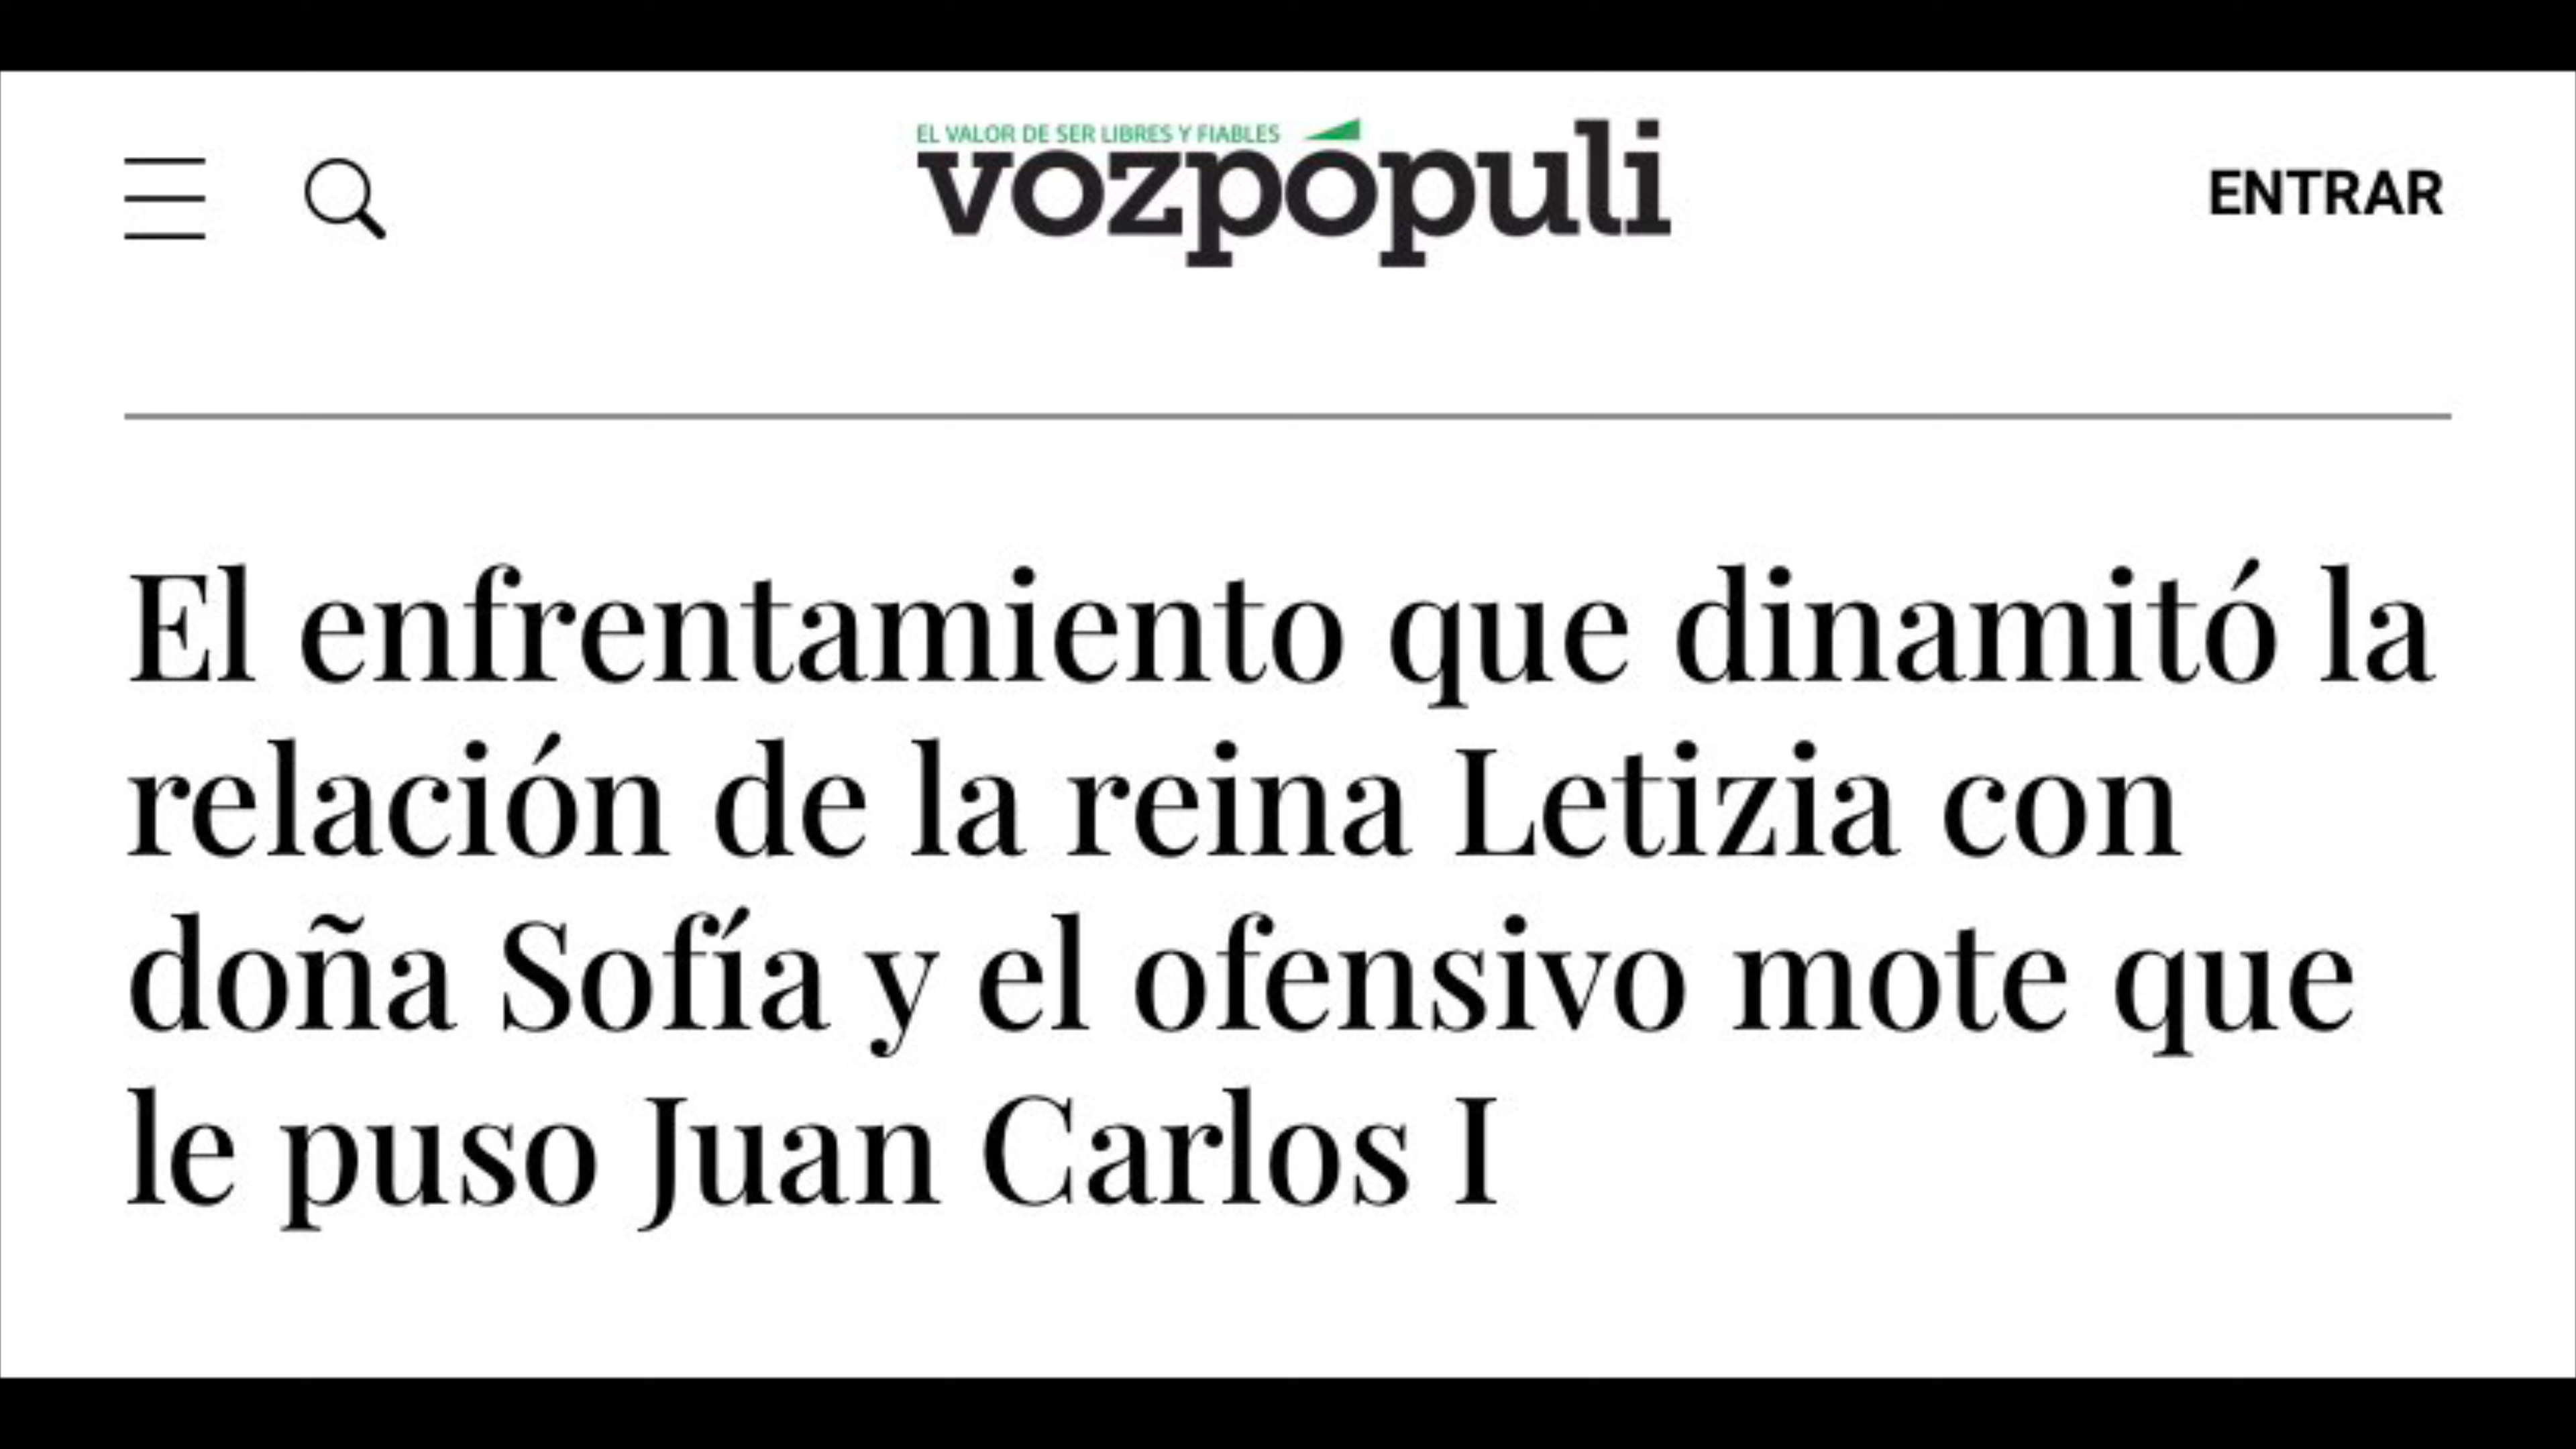 EL VALOR DE SER LIBRES Y FIABLES
vozpópuli
ENTRAR
El enfrentamiento que dinamitó la
relación de la reina Letizia con
doña Sofía y el ofensivo mote que
le puso Juan Carlos I